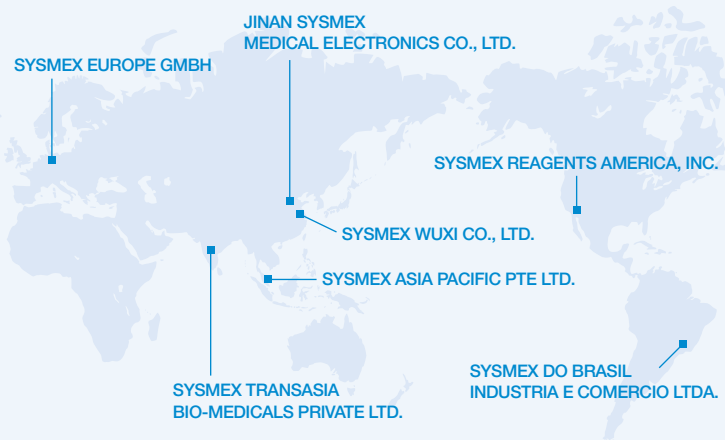 JINAN SYSMEX
MEDICAL ELECTRONICS CO., LTD.
SYSMEX EUROPE GMBH
SYSMEX REAGENTS AMERICA, INC.
SYSMEX WUXI CO., LTD.
SYSMEX ASIA PACIFIC PTE LTD.
SYSMEX DO BRASIL
INDUSTRIA E COMERCIO LTDA.
SYSMEX TRANSASIA
BIO-MEDICALS PRIVATE LTD.